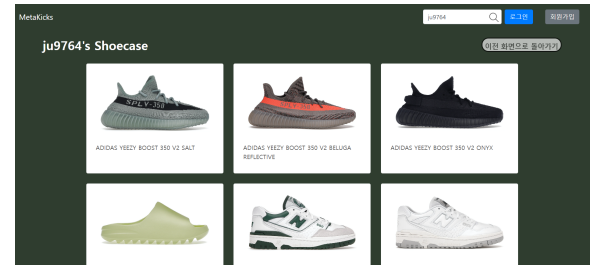 MetaKicks
ju9764
로그인
회원가입
ju9764's Shoecase
이전 화면으로 돌아가기
SPLY-350
ADIDAS YEEZY BOOST 350 V2 SALT
ADIDAS YEEZY BOOST 350 V2 BELUGA
REFLECTIVE
ADIDAS YEEZY BOOST 350 V2 ONYX